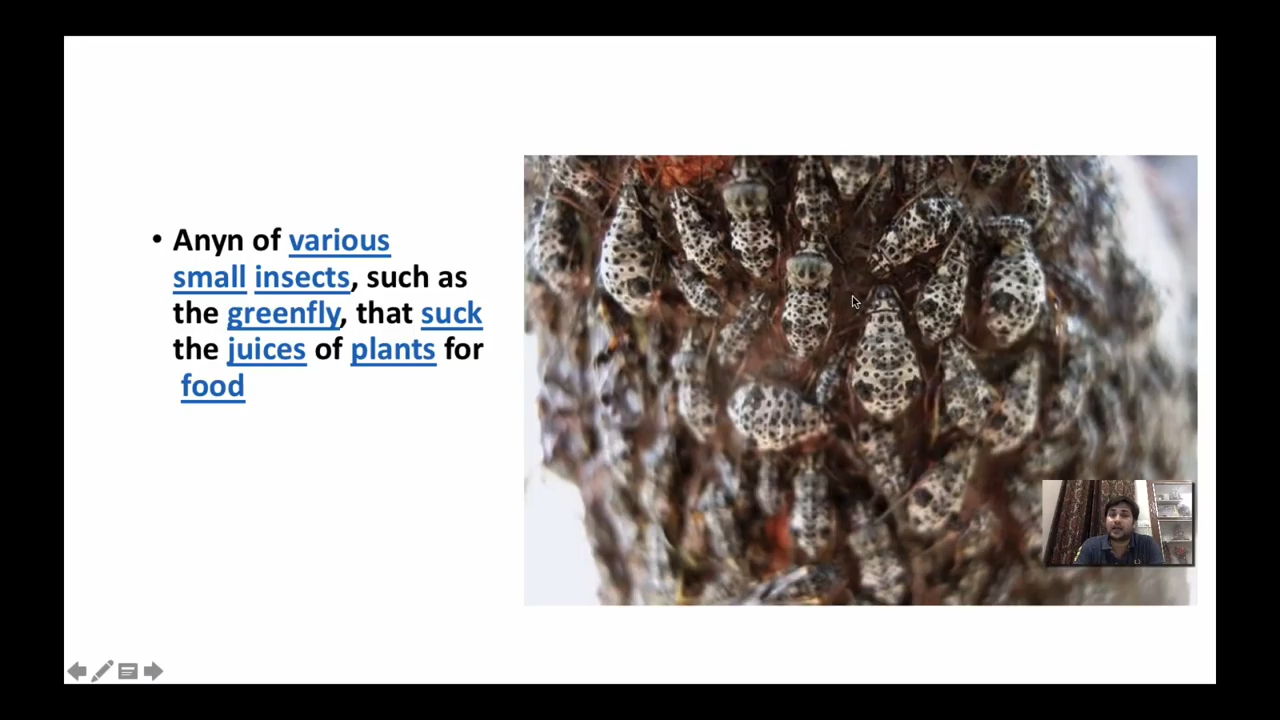 • Anyn of various
small insects, such as
the greenfly, that suck
the juices of plants for
food